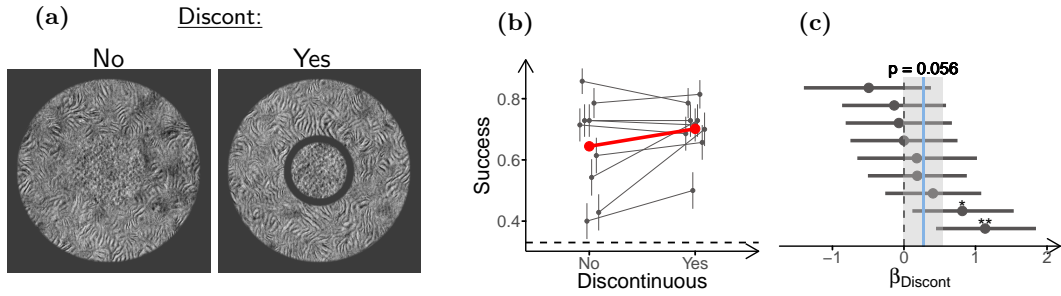 (a)
Discont:
No
Yes
(b)
Success
0.8
0.6
0.4
No
Yes
Discontinuous
(c)
p = 0.056
*
**
−1
0
1
2
βDiscont